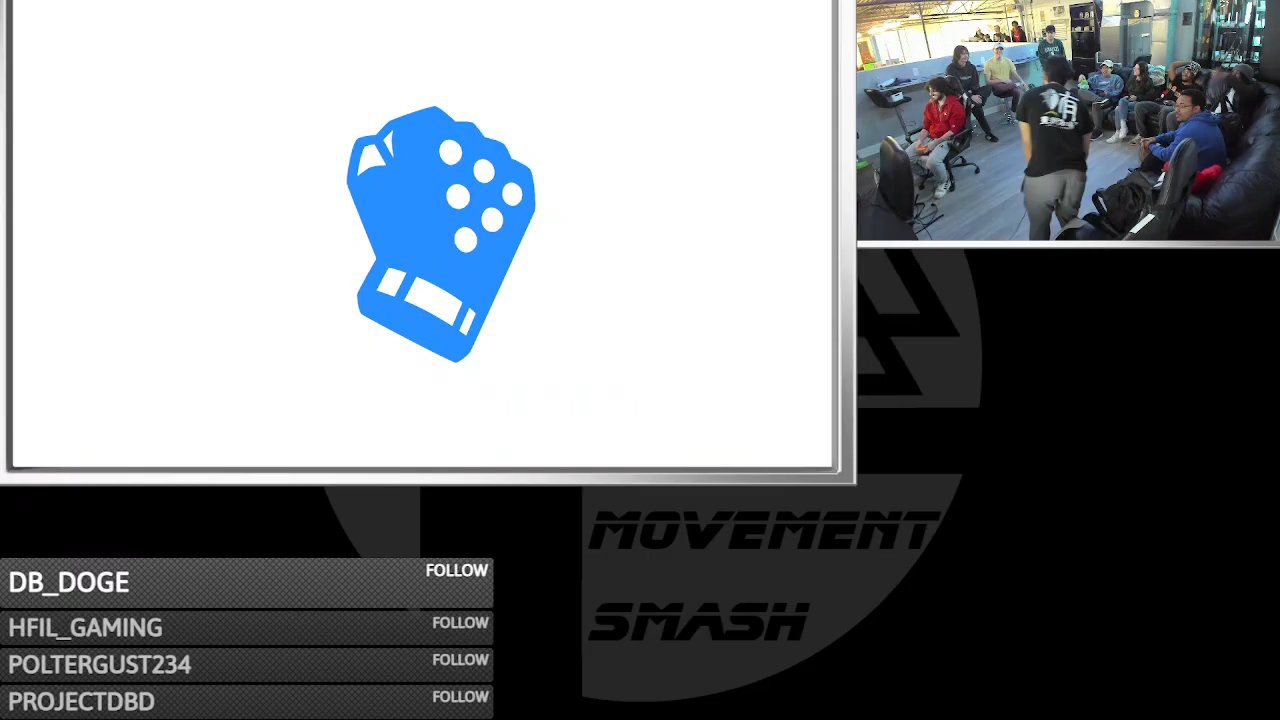 MOVEMENT
SMASH
DB_DOGE FOLLOW
HFIL_GAMING FOLLOW
POLTERGUST234 FOLLOW
PROJECTDBD FOLLOW